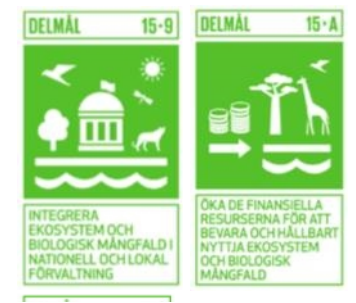 DELMÅL 15·9
INTEGRERA
EKOSYSTEM OCH
BIOLOGISK MÅNGFALD I
NATIONELL OCH LOKAL
FÖRVALTNING
DELMÅL 15·A
ÖKA DE FINANSIELLA
RESURSERNA FÖR ATT
BEVARA OCH HÅLLBART
NYTTJA EKOSYSTEM
OCH BIOLOGISK
MÅNGFALD